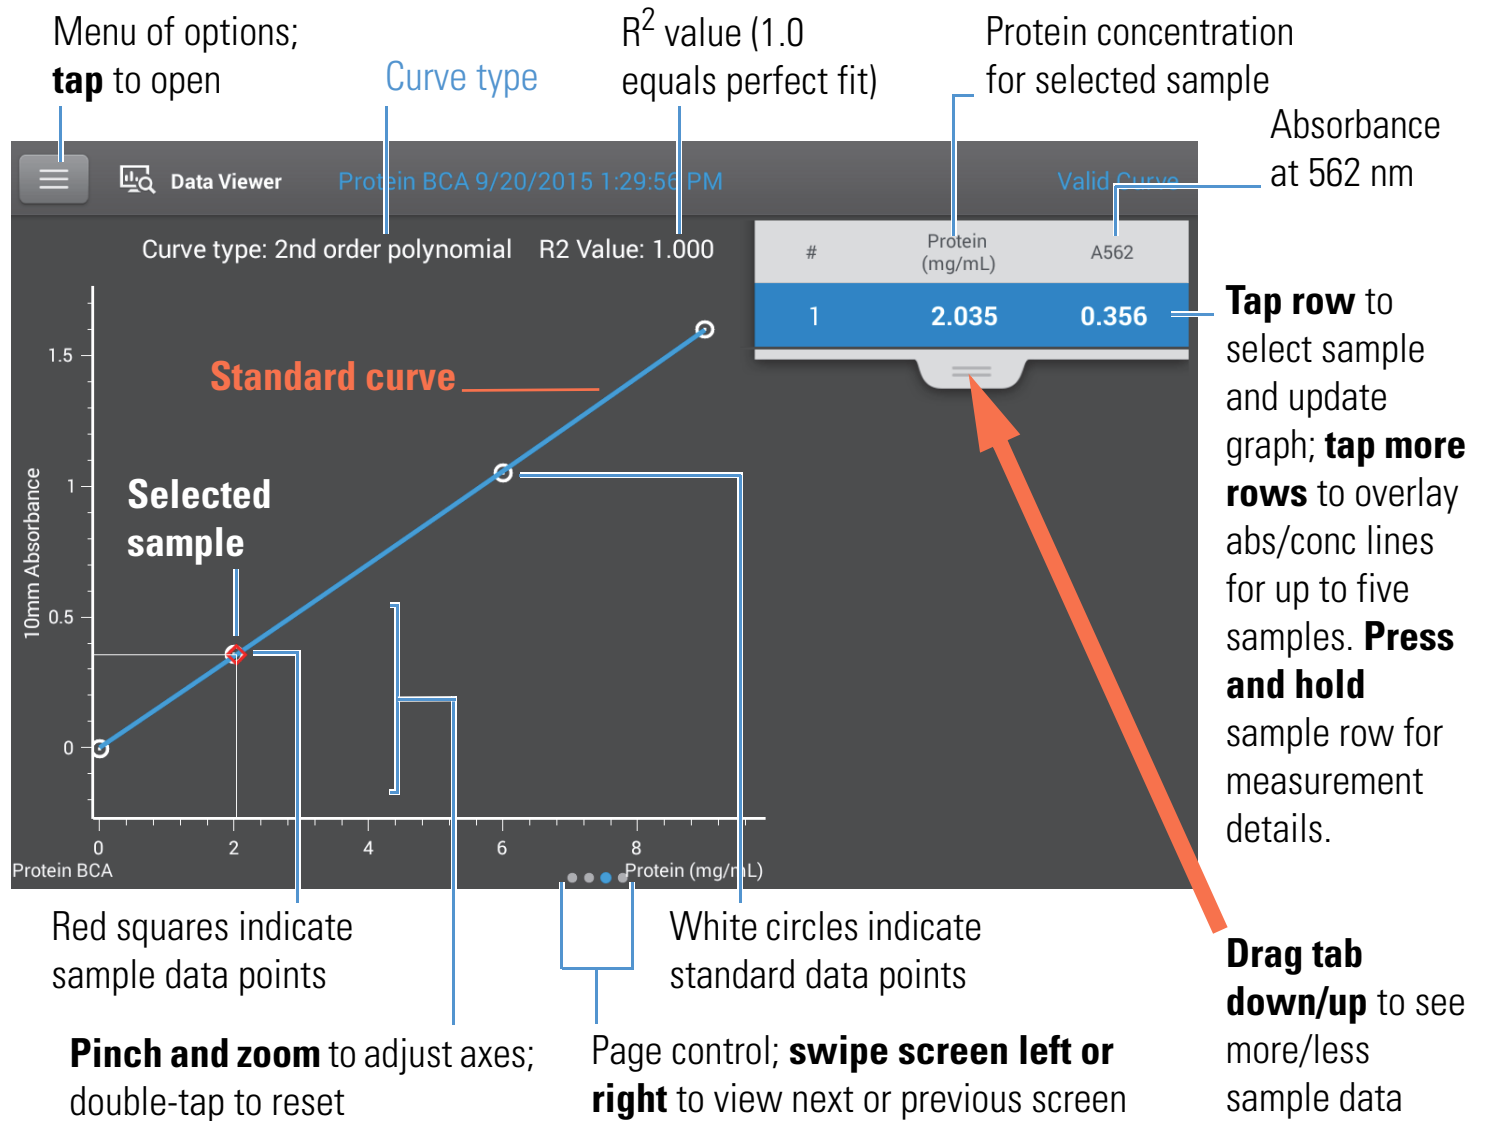 Menu of options;
tap to open
Curve type
R2 value (1.0
equals perfect fit)
Protein concentration
for selected sample
Absorbance
at 562 nm
Data Viewer
Protein BCA 9/20/2015 1:29:56 PM
Valid Curve
Curve type: 2nd order polynomial R2 Value: 1.000
# Protein (mg/mL) A562
1 2.035 0.356
Tap row to
select sample
and update
graph; tap more
rows to overlay
abs/conc lines
for up to five
samples. Press
and hold
sample row for
measurement
details.
Standard curve
Selected
sample
10mm Absorbance
1.5
1
0.5
0
0 2 4 6 8
Protein BCA
Protein (mg/mL)
Red squares indicate
sample data points
White circles indicate
standard data points
Drag tab
down/up to see
more/less
sample data
Pinch and zoom to adjust axes;
double-tap to reset
Page control; swipe screen left or
right to view next or previous screen